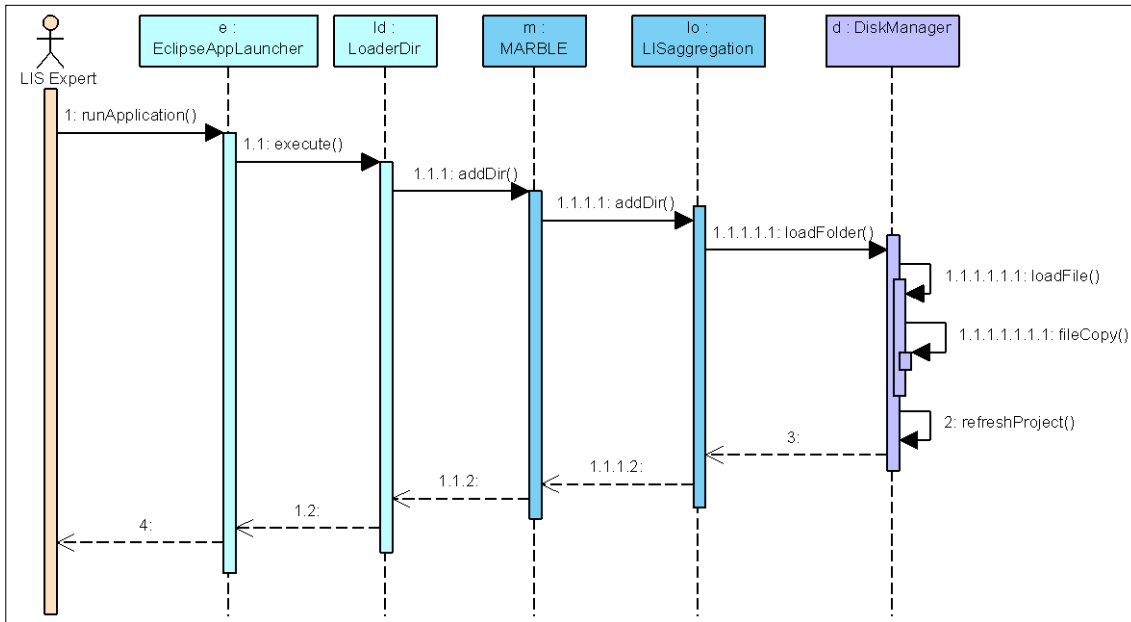 e :
EclipseAppLauncher
ld :
LoaderDir
m :
MARBLE
lo :
LISaggregation
d : DiskManager
LIS Expert
1: runApplication()
1.1: execute()
1.1.1: addDir()
1.1.1.1: addDir()
1.1.1.1.1: loadFolder()
1.1.1.1.1.1: loadFile()
1.1.1.1.1.1.1: fileCopy()
2: refreshProject()
3:
1.1.1.2:
1.1.2:
1.2:
4: